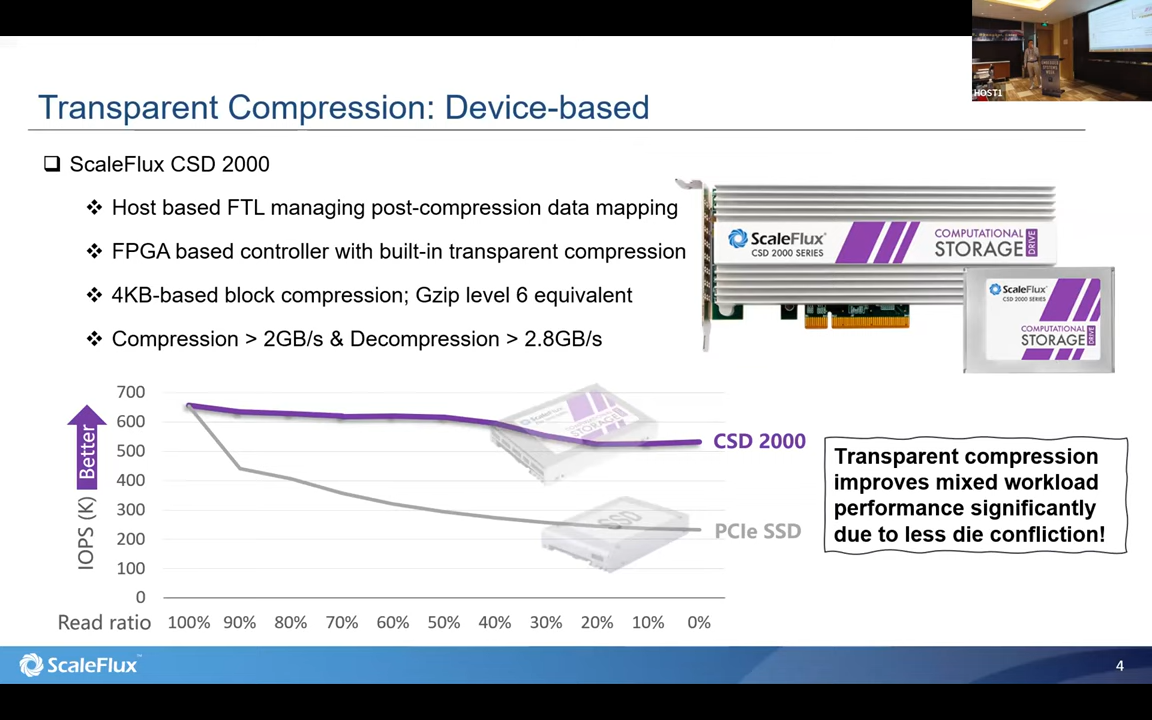 HOST1
Transparent Compression: Device-based
ScaleFlux CSD 2000
Host based FTL managing post-compression data mapping
FPGA based controller with built-in transparent compression
4KB-based block compression; Gzip level 6 equivalent
Compression > 2GB/s & Decompression > 2.8GB/s
ScaleFlux
CSD 2000 SERIES
COMPUTATIONAL
STORAGE
DRIVE
ScaleFlux
CSD 2000 SERIES
COMPUTATIONAL
STORAGE
DRIVE
Better
IOPS (K)
700
600
500
400
300
200
100
0
ScaleFlux
STORAGE
SSD
CSD 2000
PCIe SSD
Read ratio 100% 90% 80% 70% 60% 50% 40% 30% 20% 10% 0%
Transparent compression
improves mixed workload
performance significantly
due to less die confliction!
ScaleFlux
4